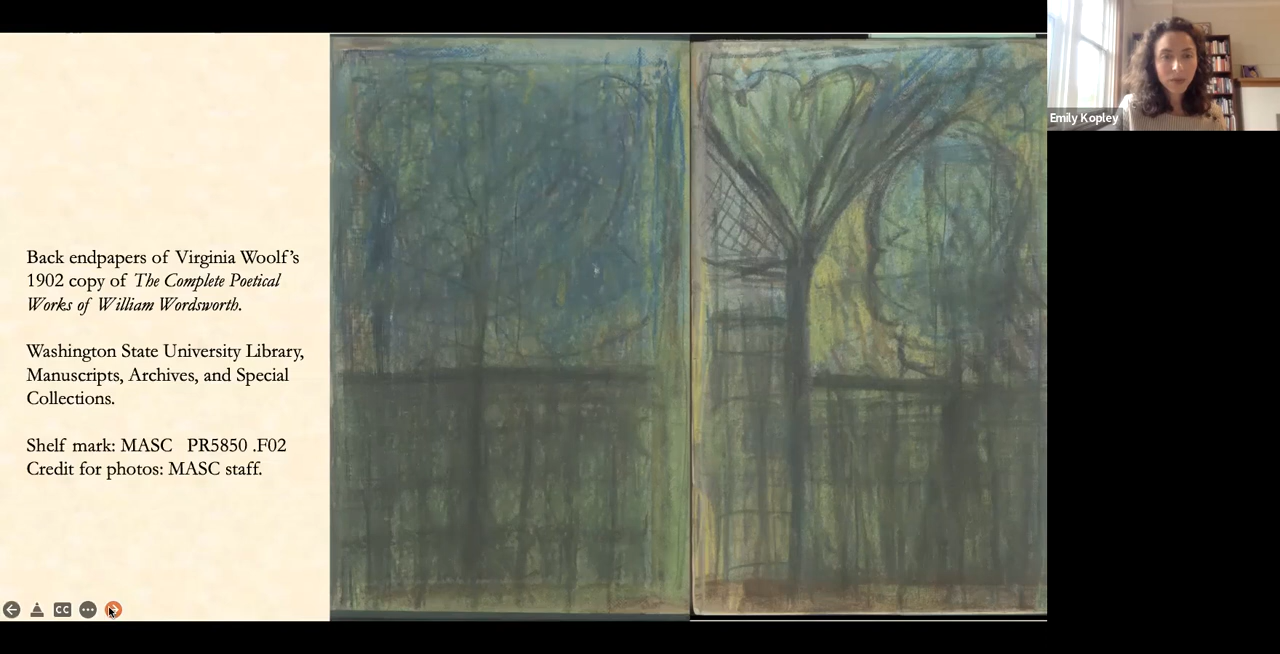 Back endpapers of Virginia Woolf's
1902 copy of The Complete Poetical
Works of William Wordsworth.
Washington State University Library,
Manuscripts, Archives, and Special
Collections.
Shelf mark: MASC PR5850 .F02
Credit for photos: MASC staff.
CC
Emily Kopley